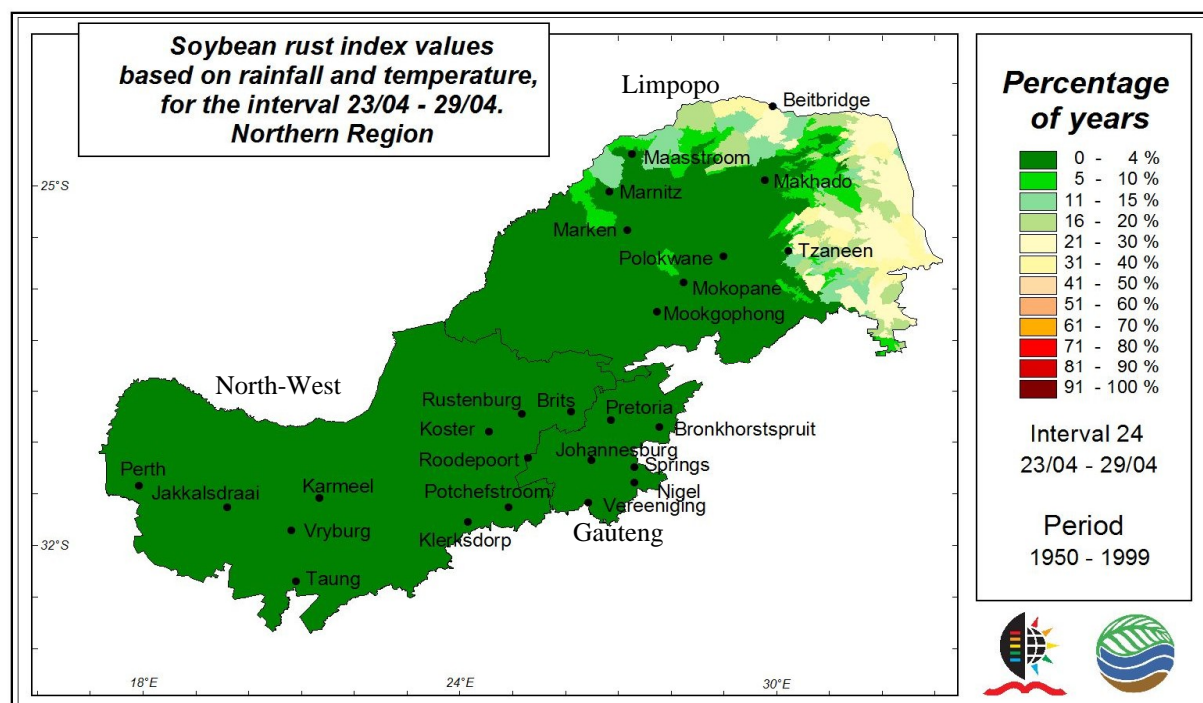 Soybean rust index values
based on rainfall and temperature,
for the interval 23/04 - 29/04.
Northern Region
Limpopo
Beitbridge
Maasstroom
25°S
Makhado
Marnitz
Marken
Tzaneen
Polokwane
Mokopane
Mookgophong
North-West
Rustenburg
Brits
Pretoria
Koster
Bronkhorstspruit
Johannesburg
Roodepoort
Springs
Perth
Karmeel
Jakkalsdraai
Potchefstroom
Nigel
Vereeniging
Vryburg
Klerksdorp
Gauteng
32°S
Taung
18°E
24°E
30°E
Percentage
of years
0 - 4 %
5 - 10 %
11 - 15 %
16 - 20 %
21 - 30 %
31 - 40 %
41 - 50 %
51 - 60 %
61 - 70 %
71 - 80 %
81 - 90 %
91 - 100 %
Interval 24
23/04 - 29/04
Period
1950 - 1999